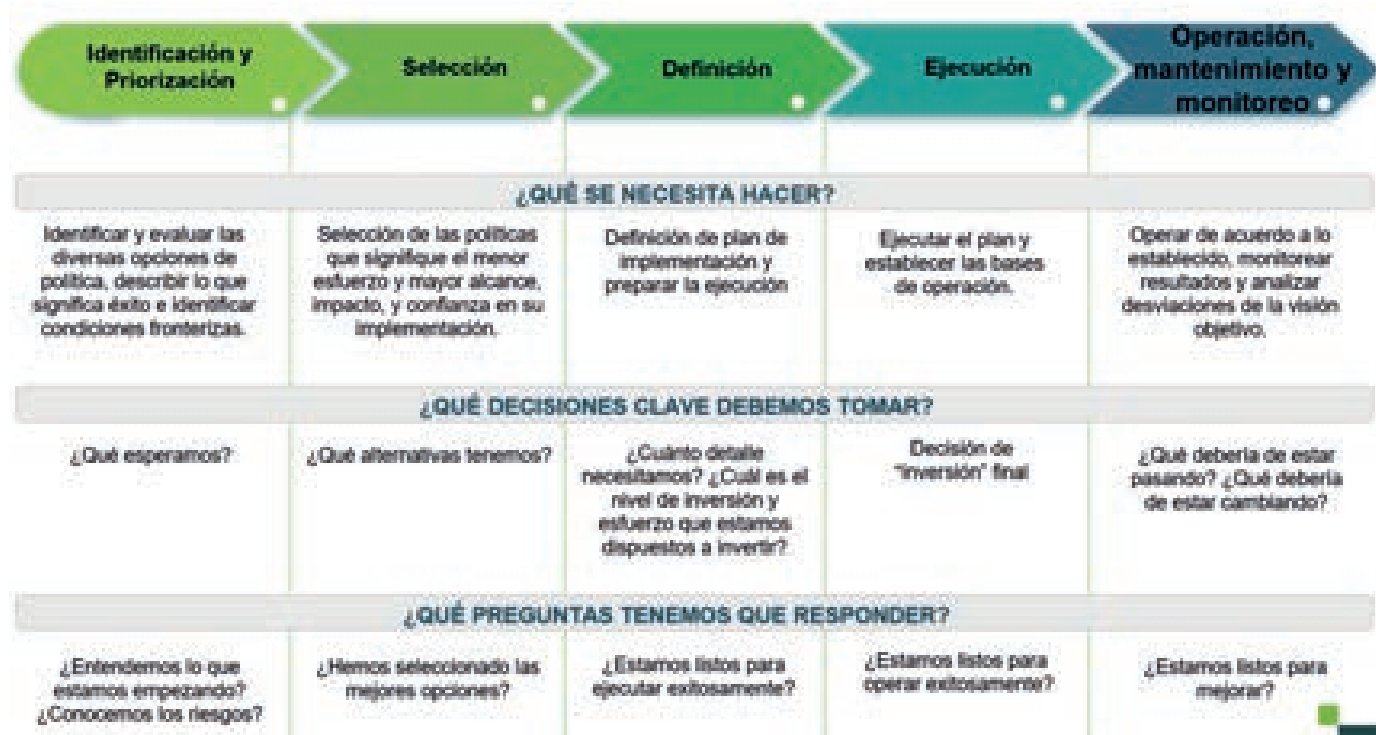 Identificación y
Priorización
Selección
Definición
Ejecución
Operación,
mantenimiento y
monitoreo
¿QUÉ SE NECESITA HACER?
Identificar y evaluar las
diversas opciones de
política, describir lo que
significa éxito e identificar
condiciones fronterizas.
Selección de las políticas
que signifique el menor
esfuerzo y mayor alcance,
impacto, y confianza en su
implementación.
Definición de plan de
implementación y
preparar la ejecución
Ejecutar el plan y
establecer las bases
de operación.
Operar de acuerdo a lo
establecido, monitorear
resultados y analizar
desviaciones de la visión
objetivo.
¿QUÉ DECISIONES CLAVE DEBEMOS TOMAR?
¿Qué esperamos?
¿Qué alternativas tenemos?
¿Cuánto detalle
necesitamos? ¿Cuál es el
nivel de inversión y
esfuerzo que estamos
dispuestos a invertir?
Decisión de
"inversión" final
¿Qué debería de estar
pasando? ¿Qué debería
de estar cambiando?
¿QUÉ PREGUNTAS TENEMOS QUE RESPONDER?
¿Entendemos lo que
estamos empezando?
¿Conocemos los riesgos?
¿Hemos seleccionado las
mejores opciones?
¿Estamos listos para
ejecutar exitosamente?
¿Estamos listos para
operar exitosamente?
¿Estamos listos para
mejorar?